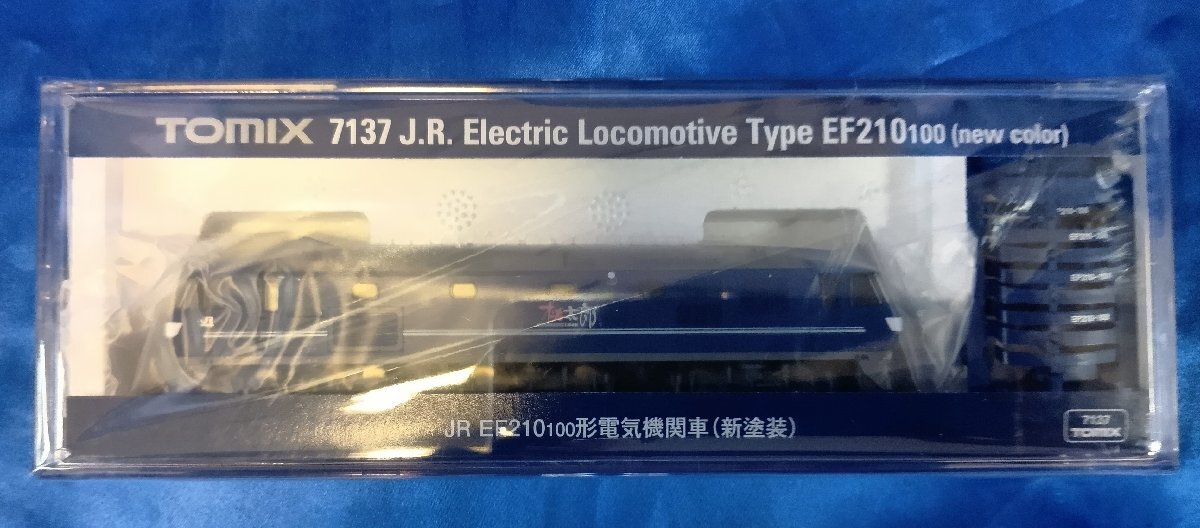 TOMIX 7137 J.R. Electric Locomotive Type EF210100 (new color)
JR EF210100形電気機関車(新塗装)
7137
TOMIX